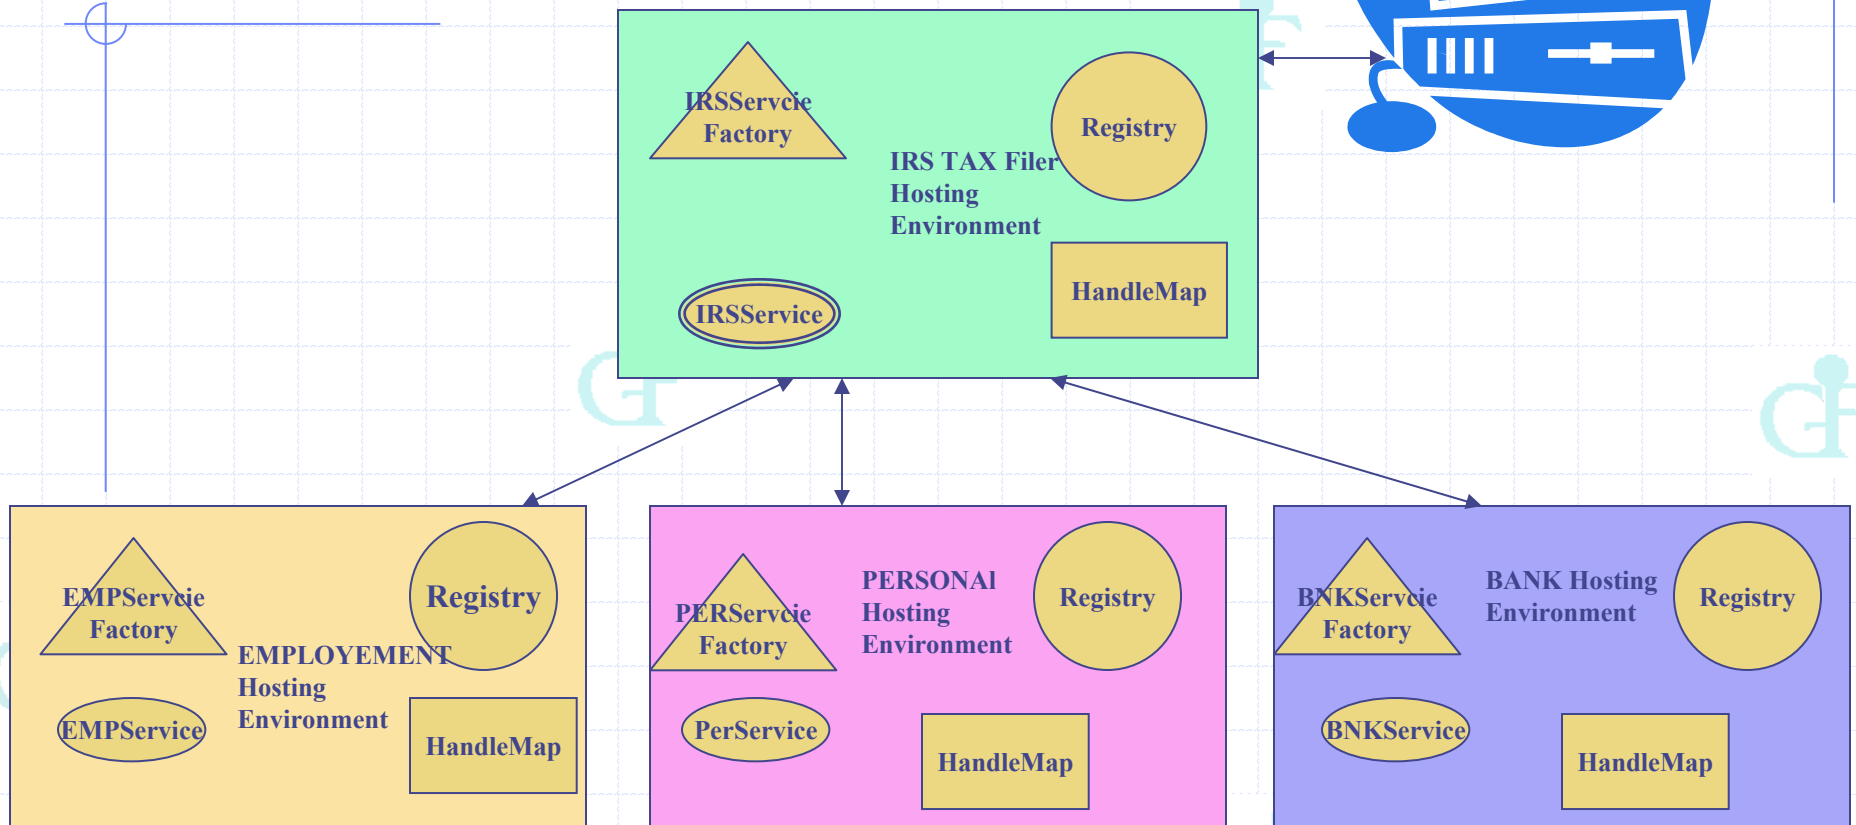 IRSServcie
Factory
Registry
IRS TAX Filer
Hosting
Environment
HandleMap
IRSService
EMPServcie
Factory
Registry
EMPLOYEMENT
Hosting
Environment
EMPService
HandleMap
PERServcie
Factory
PERSONAl
Hosting
Environment
Registry
PerService
HandleMap
BNKServcie
Factory
BANK Hosting
Environment
Registry
BNKService
HandleMap